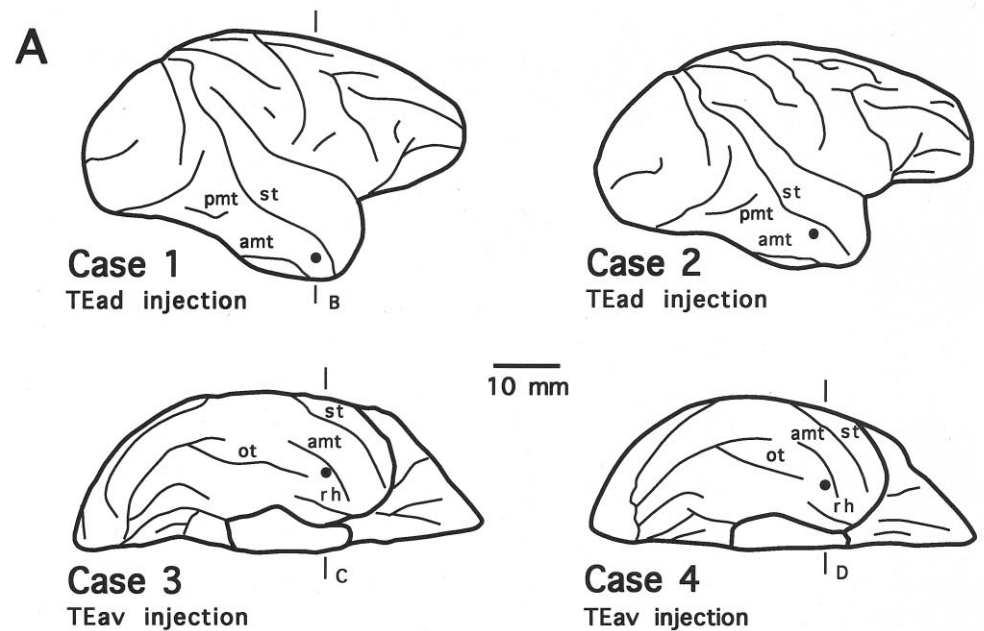 A
st
pmt
amt
Case 1
TEad injection
B
st
pmt
amt
Case 2
TEad injection
10 mm
st
amt
ot
rh
Case 3
TEav injection
C
amt st
ot
rh
Case 4
TEav injection
D